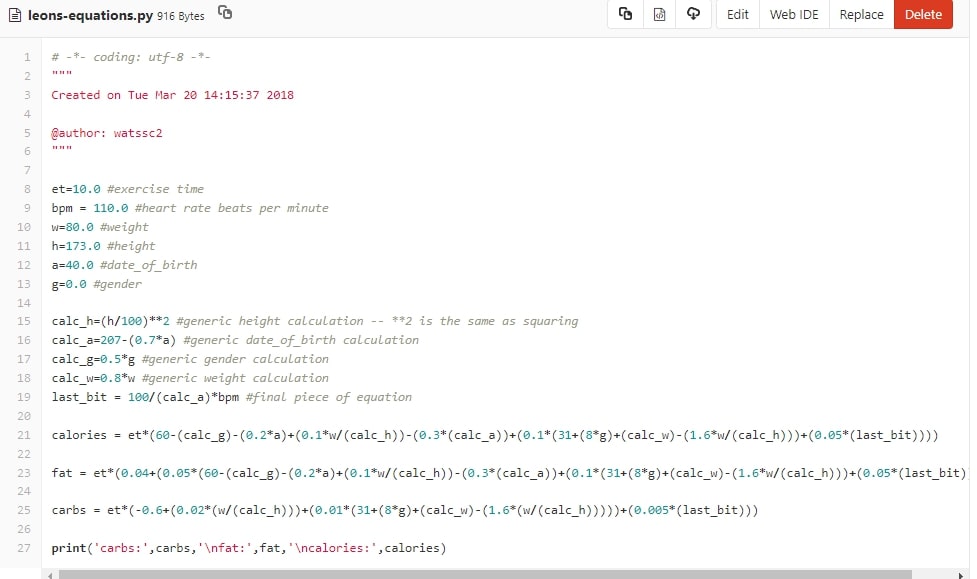 leons-equations.py 916 Bytes Edit Web IDE Replace Delete
1 # -*- coding: utf-8 -*-
2 """
3 Created on Tue Mar 20 14:15:37 2018
4
5 @author: watssc2
6 """
7
8 et=10.0 #exercise time
9 bpm = 110.0 #heart rate beats per minute
10 w=80.0 #weight
11 h=173.0 #height
12 a=40.0 #date_of_birth
13 g=0.0 #gender
14
15 calc_h=(h/100)**2 #generic height calculation -- **2 is the same as squaring
16 calc_a=207-(0.7*a) #generic date_of_birth calculation
17 calc_g=0.5*g #generic gender calculation
18 calc_w=0.8*w #generic weight calculation
19 last_bit = 100/(calc_a)*bpm #final piece of equation
20
21 calories = et*(60-(calc_g)-(0.2*a)+(0.1*w/(calc_h))-(0.3*(calc_a))+(0.1*(31+(8*g)+(calc_w)-(1.6*w/(calc_h)))+(0.05*(last_bit))))
22
23 fat = et*(0.04+(0.05*(60-(calc_g)-(0.2*a)+(0.1*w/(calc_h))-(0.3*(calc_a))+(0.1*(31+(8*g)+(calc_w)-(1.6*w/(calc_h)))+(0.05*(last_bit)
24
25 carbs = et*(-0.6+(0.02*(w/(calc_h)))+(0.01*(31+(8*g)+(calc_w)-(1.6*(w/(calc_h)))))+(0.005*(last_bit)))
26
27 print('carbs:',carbs,'\nfat:',fat,'\ncalories:',calories)